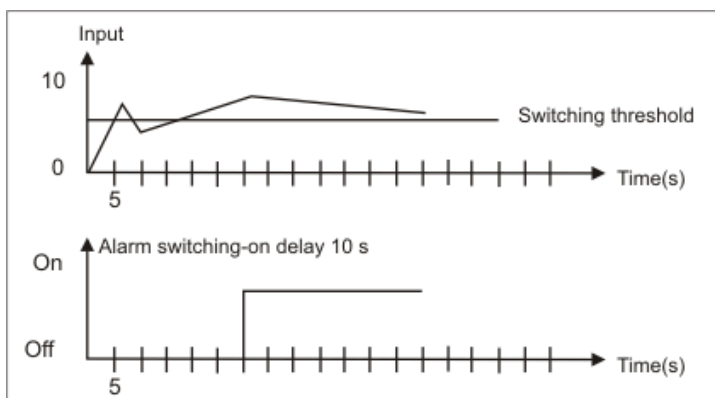 Input
10
Switching threshold
0
Time(s)
5
Alarm switching-on delay 10 s
On
Off
Time(s)
5